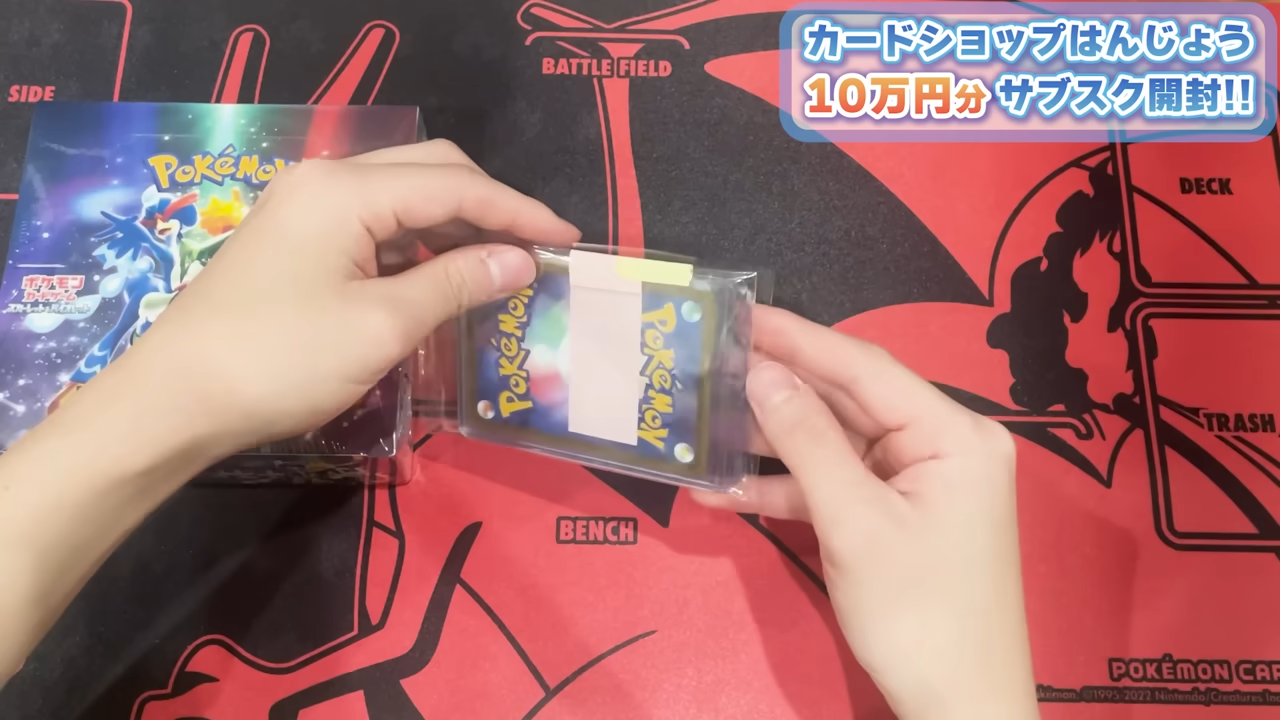 カードショップはんじょう
10万円分 サブスク開封!!
BATTLE FIELD
SIDE
DECK
POKÉMON
ポケモン
カードゲーム
POKÉMON
POKÉMON
TRASH
BENCH
POKÉMON CAR
©1995-2022 Nintendo/Creatures Inc